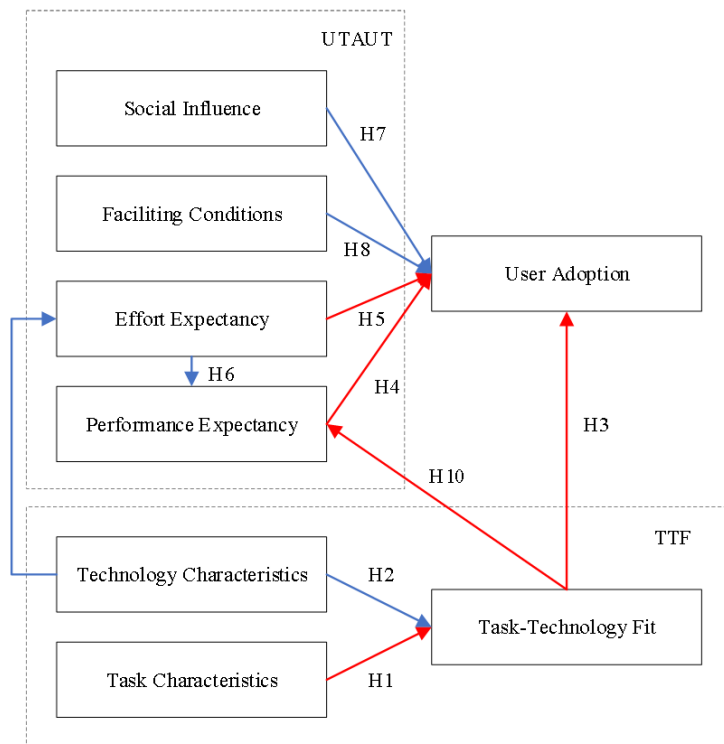 UTAUT
Social Influence
H7
Faciliting Conditions
H8
User Adoption
Effort Expectancy
H5
H6
H4
Performance Expectancy
H3
H10
TTF
Technology Characteristics
H2
Task-Technology Fit
Task Characteristics
H1